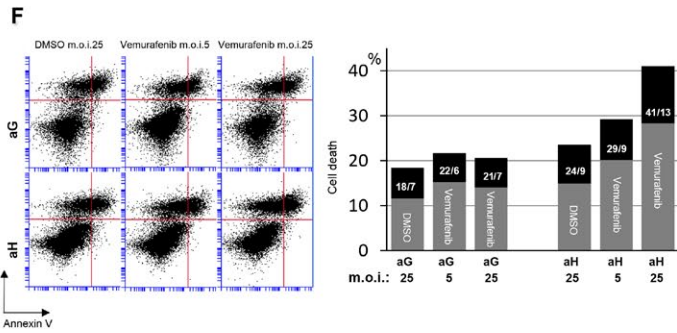 F
DMSO m.o.i.25 Vemurafenib m.o.i.5 Vemurafenib m.o.i.25
aG
aH
Annexin V
%
Cell death
40
30
20
10
0
18/7
22/6
21/7
24/9
29/9
41/13
DMSO
Vemurafenib
Vemurafenib
DMSO
Vemurafenib
Vemurafenib
aG aG aG aH aH aH
m.o.i.: 25 5 25 25 5 25